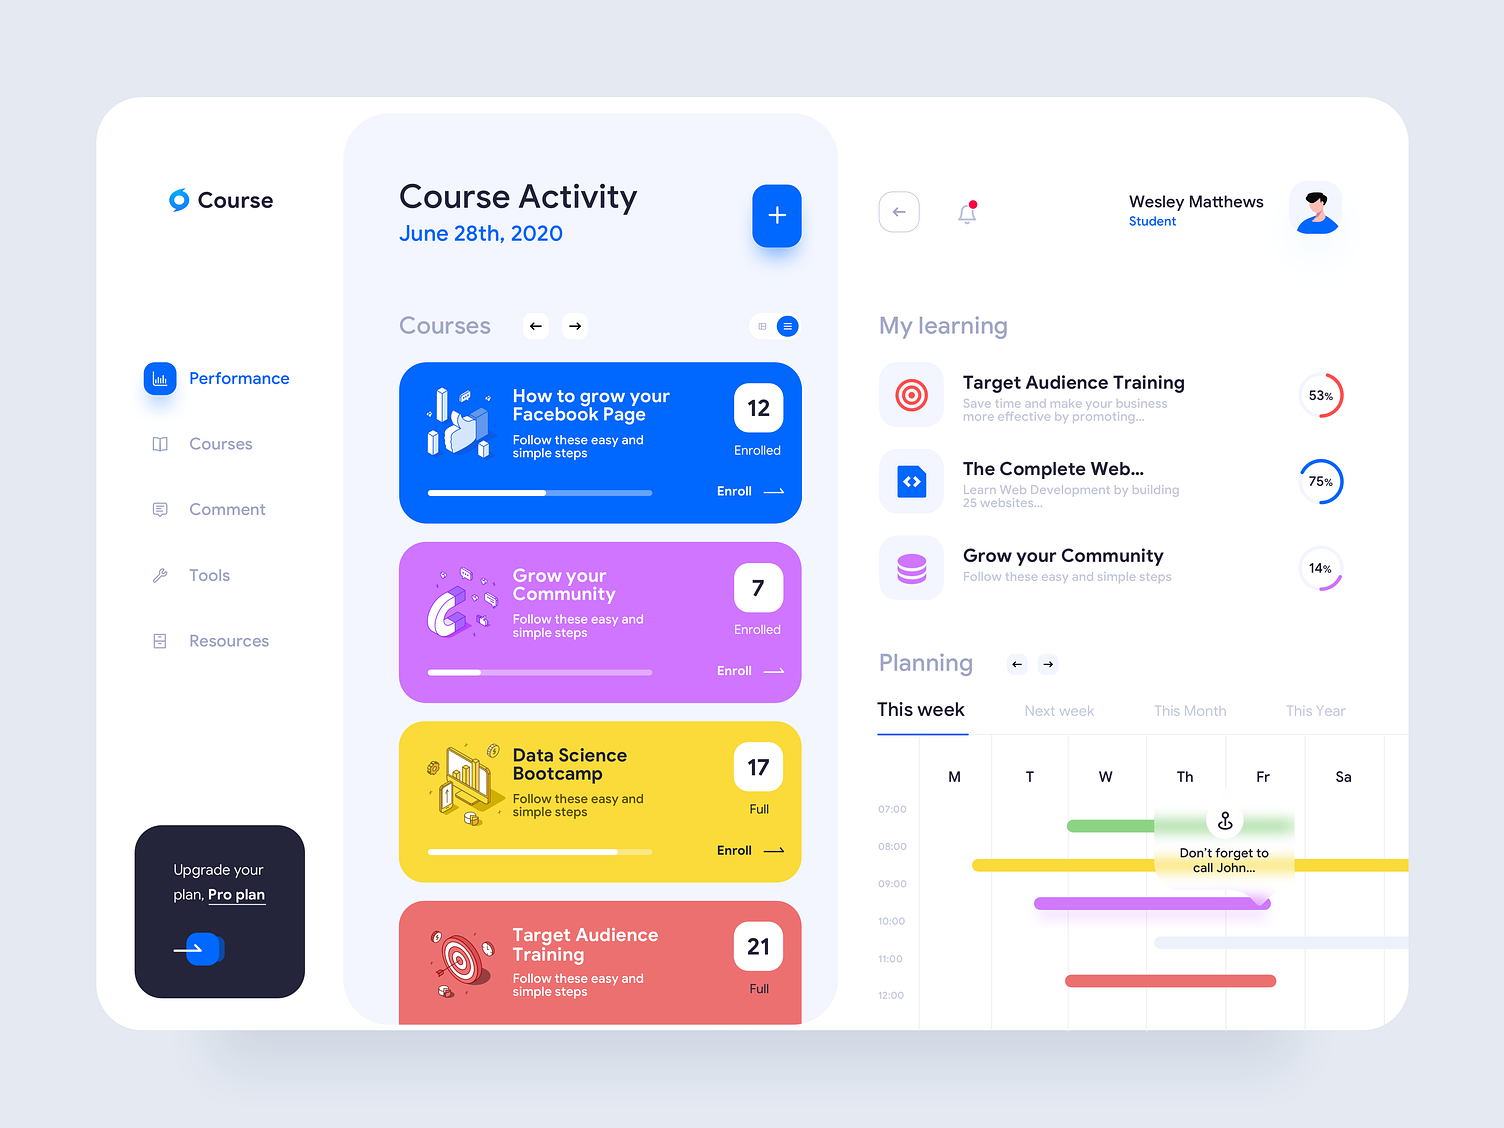 Course
Performance
Courses
Comment
Tools
Resources
Upgrade your
plan, Pro plan
Course Activity
June 28th, 2020
Courses
How to grow your
Facebook Page
Follow these easy and
simple steps
12
Enrolled
Enroll
Grow your
Community
Follow these easy and
simple steps
7
Enrolled
Enroll
Data Science
Bootcamp
Follow these easy and
simple steps
17
Full
Enroll
Target Audience
Training
Follow these easy and
simple steps
21
Full
Wesley Matthews
Student
My learning
Target Audience Training
Save time and make your business
more effective by promoting...
53%
The Complete Web...
Learn Web Development by building
25 websites...
75%
Grow your Community
Follow these easy and simple steps
14%
Planning
This week
Next week
This Month
This Year
M T W Th Fr Sa
07:00
08:00
Don't forget to
call John...
09:00
10:00
11:00
12:00